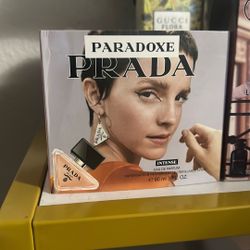 GUCCI
FLORA
PARADOXE
PRADA
PRADA
INTENSE
EAU DE PARFUM